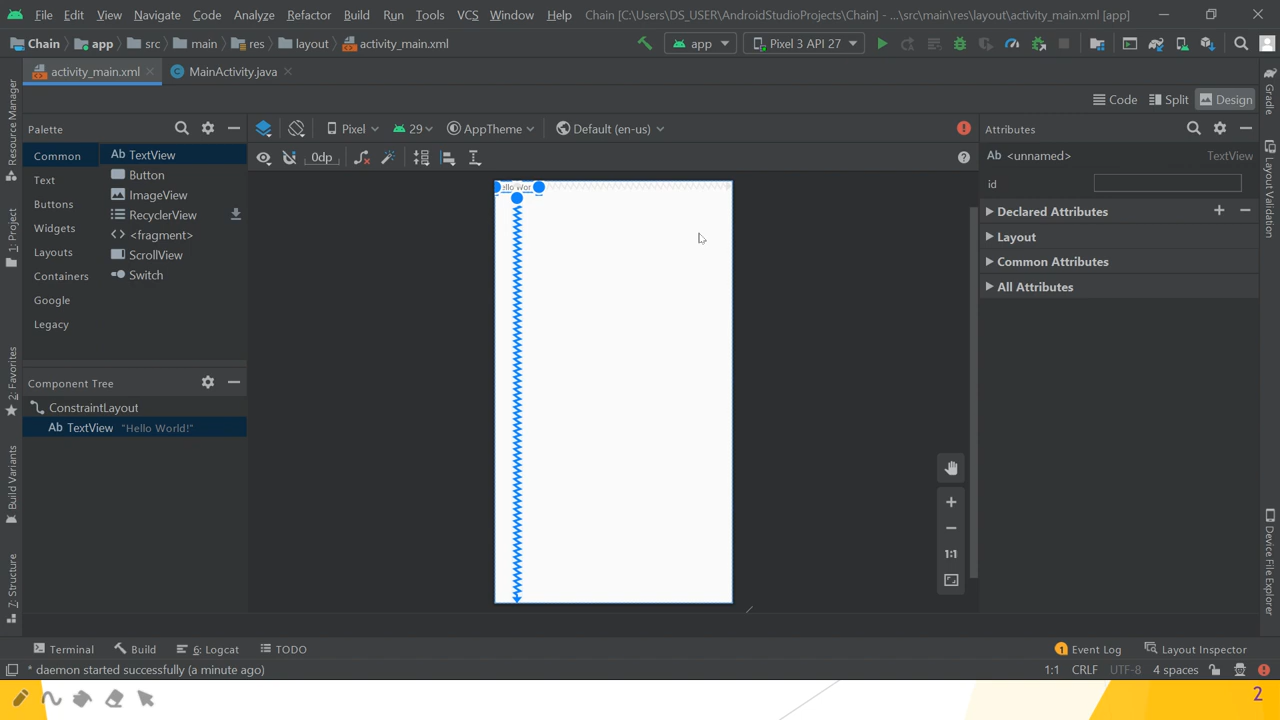 File Edit View Navigate Code Analyze Refactor Build Run Tools VCS Window Help Chain [C:\Users\DS_USER\AndroidStudioProjects\Chain] - ...\src\main\res\layout\activity_main.xml [app]
Chain app src main res layout activity_main.xml app Pixel 3 API 27
activity_main.xml MainActivity.java
Code Split Design
Palette Pixel 29 AppTheme Default (en-us) Attributes
Common Ab TextView 0dp Ab <unnamed> TextView
Text Button id
Buttons ImageView
Widgets RecyclerView
Layouts <fragment>
Containers ScrollView
Google Switch
Legacy
Declared Attributes
Layout
Common Attributes
All Attributes
Component Tree
ConstraintLayout
Ab TextView "Hello World!"
1:1
Resource Manager
1: Project
2: Favorites
Build Variants
7: Structure
Gradle
Layout Validation
Device File Explorer
Terminal Build 6: Logcat TODO 1 Event Log Layout Inspector
* daemon started successfully (a minute ago) 1:1 CRLF UTF-8 4 spaces
2